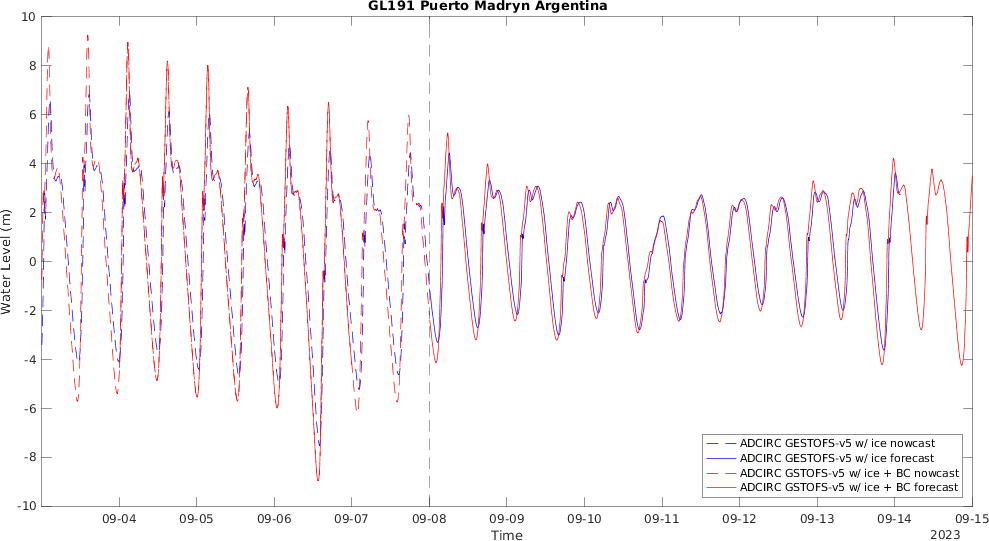 GL191 Puerto Madryn Argentina
10
8
6
4
2
0
-2
-4
-6
-8
-10
Water Level (m)
ADCIRC GESTOFS-v5 w/ ice nowcast
ADCIRC GESTOFS-v5 w/ ice forecast
ADCIRC GSTOFS-v5 w/ ice + BC nowcast
ADCIRC GSTOFS-v5 w/ ice + BC forecast
09-04 09-05 09-06 09-07 09-08 09-09 09-10 09-11 09-12 09-13 09-14 09-15
Time
2023